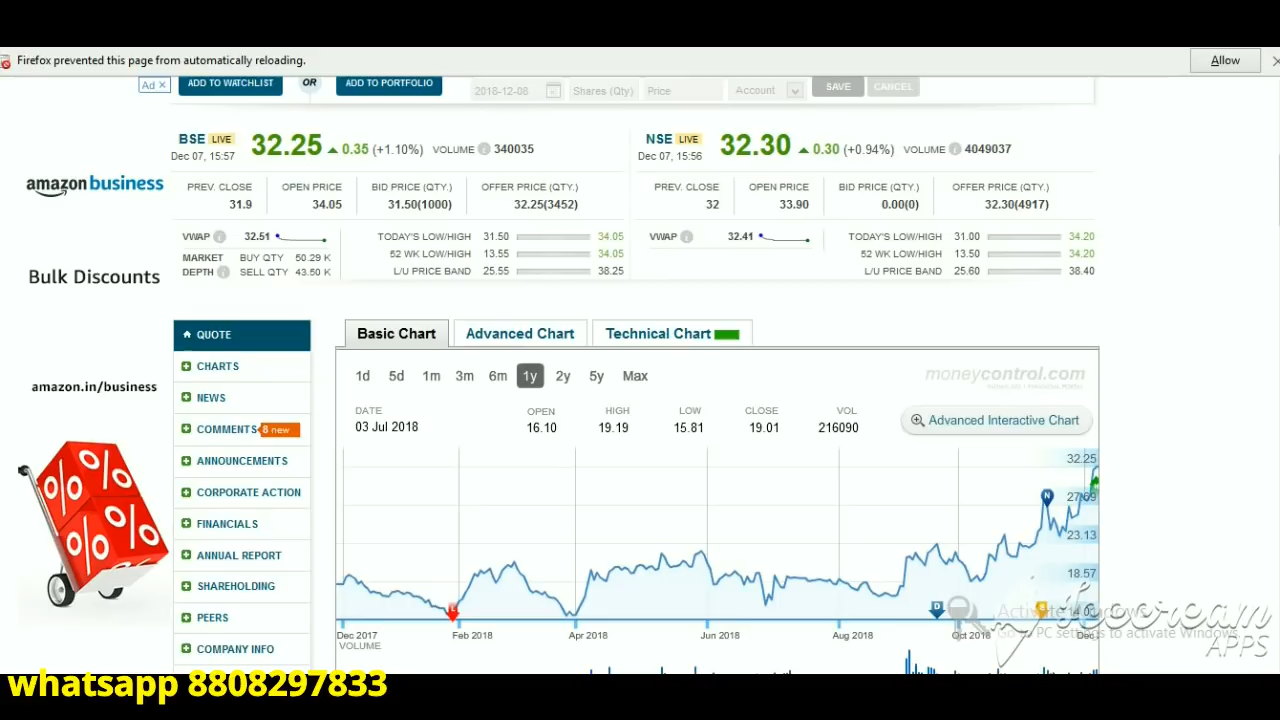 Firefox prevented this page from automatically reloading.
Allow
Ad
ADD TO WATCHLIST OR ADD TO PORTFOLIO
2018-12-08 Shares (Qty) Price Account SAVE CANCEL
BSE LIVE 32.25 0.35 (+1.10%) VOLUME 340035
Dec 07, 15:57
PREV. CLOSE OPEN PRICE BID PRICE (QTY.) OFFER PRICE (QTY.)
31.9 34.05 31.50(1000) 32.25(3452)
VWAP 32.51
MARKET DEPTH
BUY QTY 50.29 K
SELL QTY 43.50 K
TODAY'S LOW/HIGH 31.50 34.05
52 WK LOW/HIGH 13.55 34.05
L/U PRICE BAND 25.55 38.25
NSE LIVE 32.30 0.30 (+0.94%) VOLUME 4049037
Dec 07, 15:56
PREV. CLOSE OPEN PRICE BID PRICE (QTY.) OFFER PRICE (QTY.)
32 33.90 0.00(0) 32.30(4917)
VWAP 32.41
TODAY'S LOW/HIGH 31.00 34.20
52 WK LOW/HIGH 13.50 34.20
L/U PRICE BAND 25.60 38.40
amazon business
Bulk Discounts
amazon.in/business
% % % %
QUOTE
CHARTS
NEWS
COMMENTS 8 new
ANNOUNCEMENTS
CORPORATE ACTION
FINANCIALS
ANNUAL REPORT
SHAREHOLDING
PEERS
COMPANY INFO
Basic Chart Advanced Chart Technical Chart
1d 5d 1m 3m 6m 1y 2y 5y Max
moneycontrol.com
DATE OPEN HIGH LOW CLOSE VOL
03 Jul 2018 16.10 19.19 15.81 19.01 216090
Advanced Interactive Chart
32.25
N
27.69
23.13
18.57
D
Dec 2017 Feb 2018 Apr 2018 Jun 2018 Aug 2018 Oct 2018
VOLUME
Icecream
APPS
PC settings to activate Windows.
whatsapp 8808297833